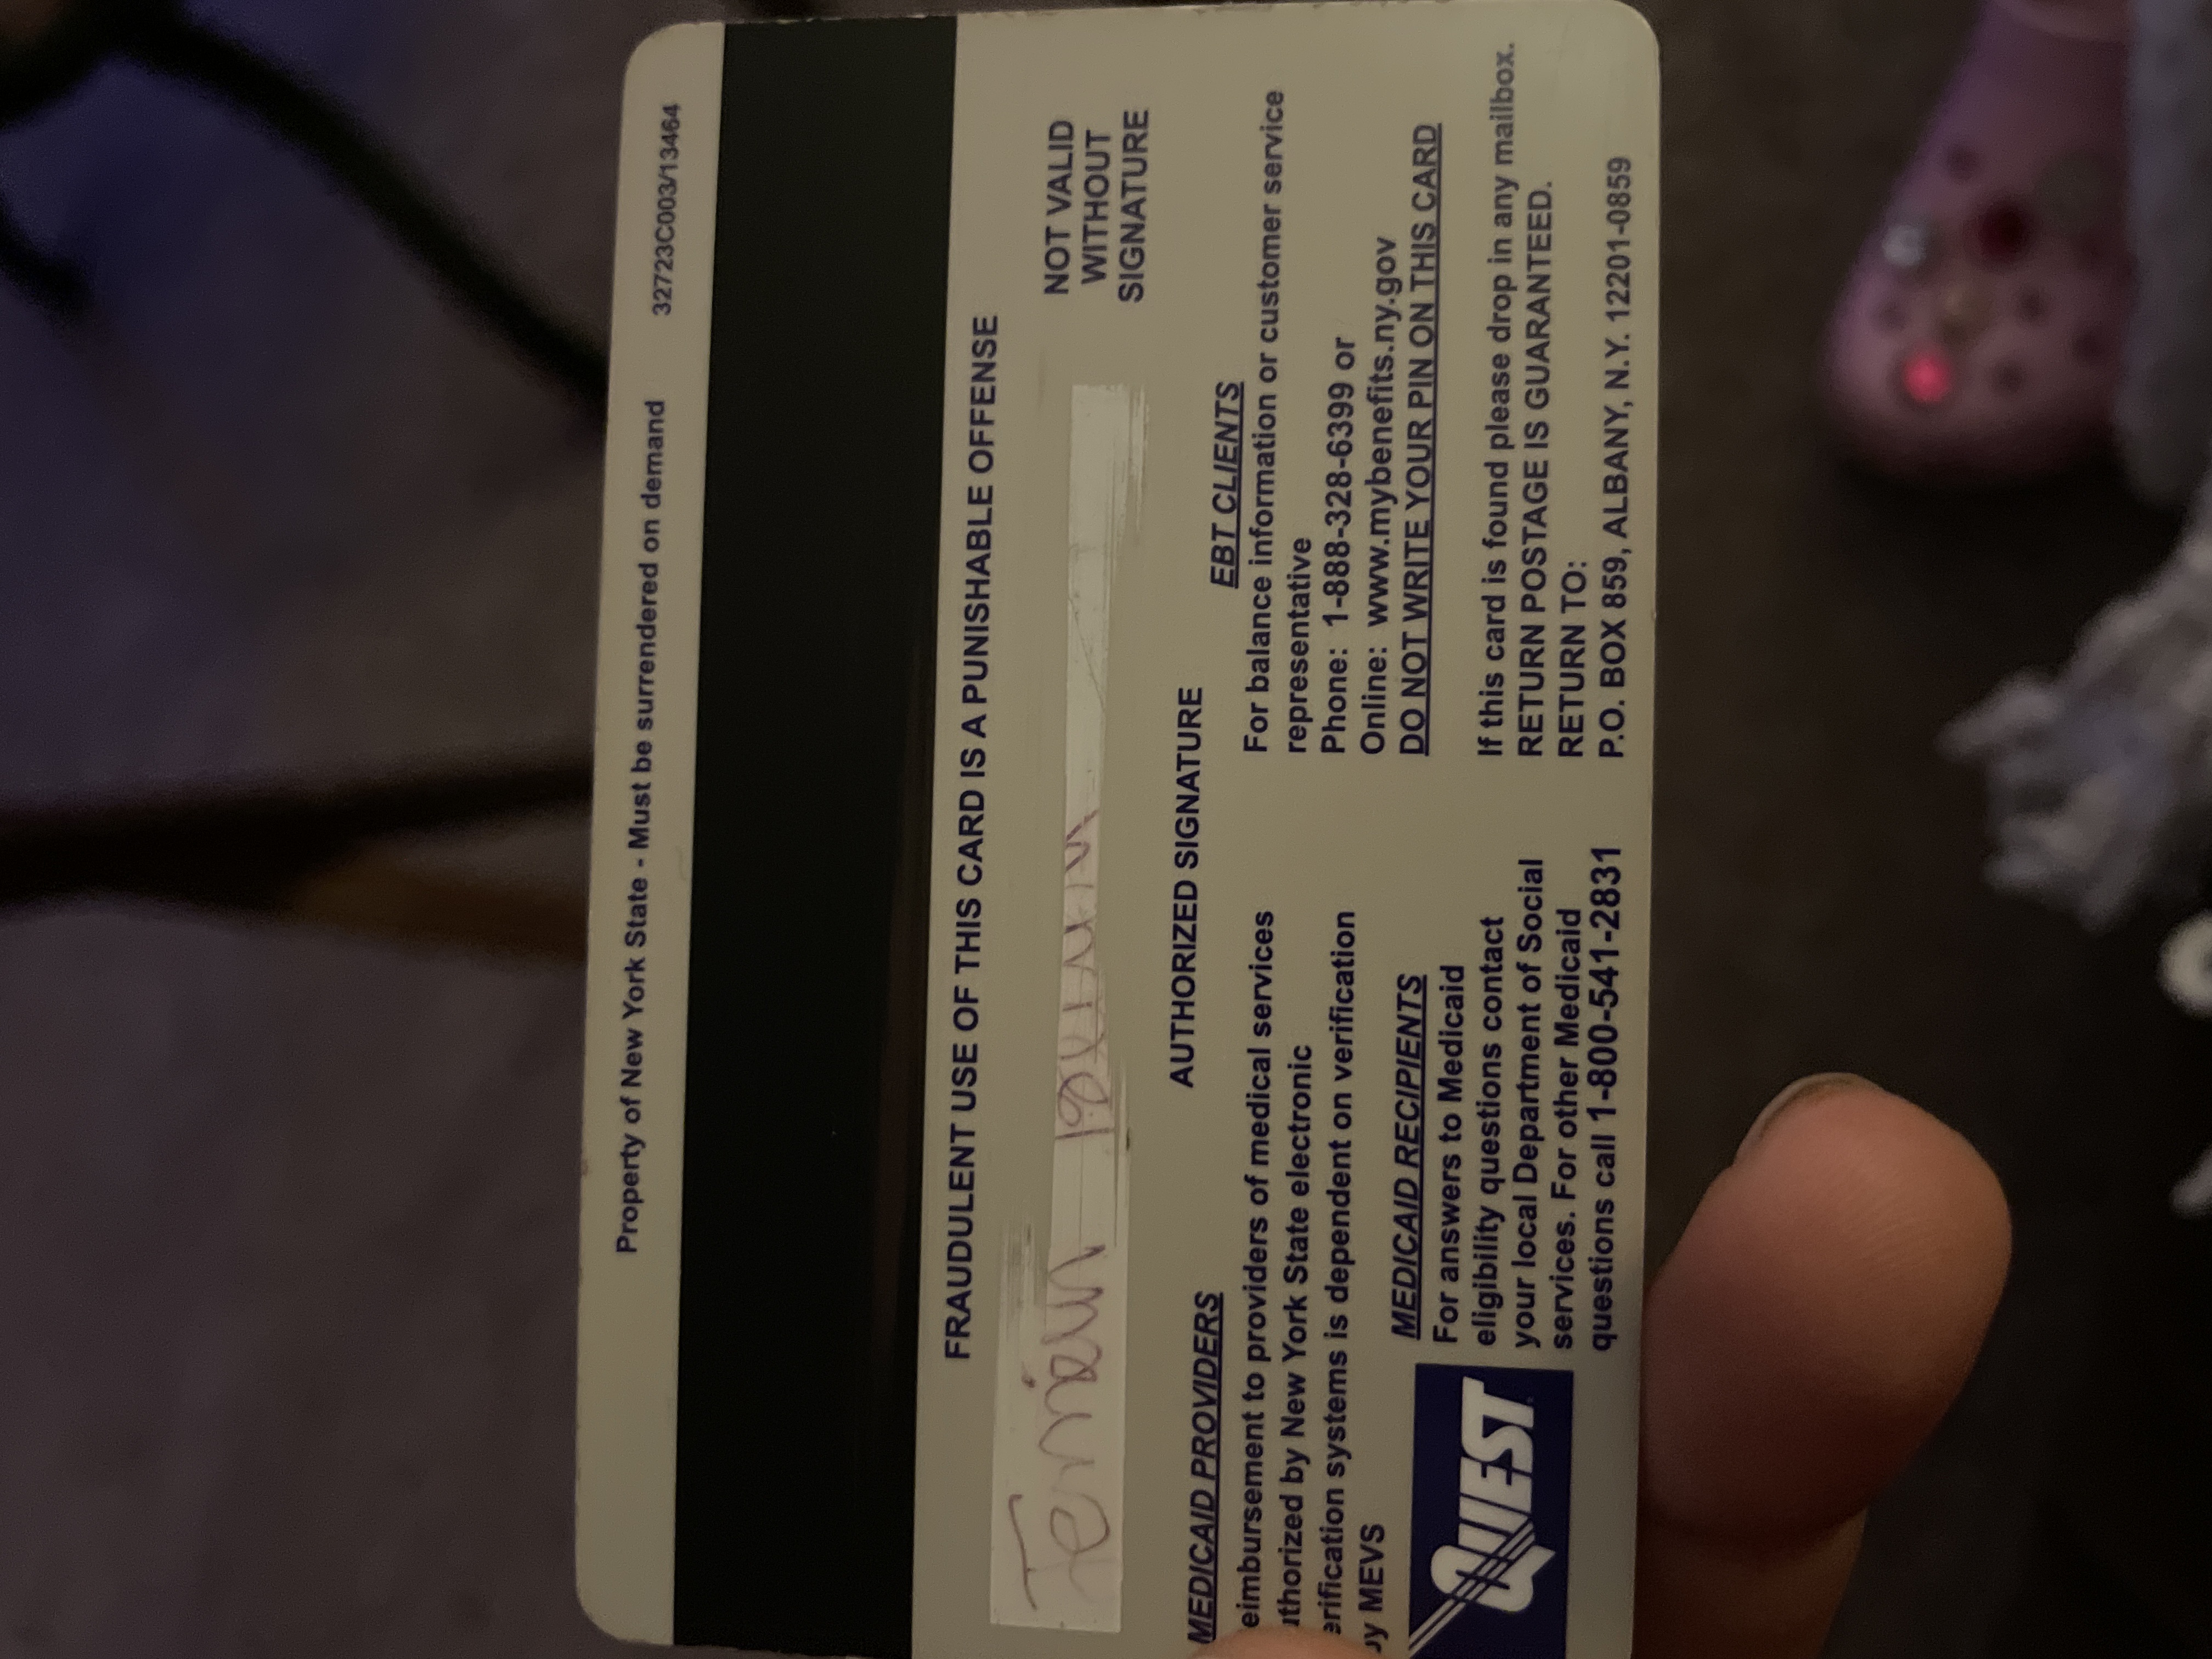 Property of New York State - Must be surrendered on demand 32723C003/13464
FRAUDULENT USE OF THIS CARD IS A PUNISHABLE OFFENSE
NOT VALID
WITHOUT
SIGNATURE
AUTHORIZED SIGNATURE
MEDICAID PROVIDERS
eimbursement to providers of medical services
uthorized by New York State electronic
erification systems is dependent on verification
by MEVS
MEDICAID RECIPIENTS
For answers to Medicaid
eligibility questions contact
your local Department of Social
services. For other Medicaid
questions call 1-800-541-2831
QUEST
EBT CLIENTS
For balance information or customer service
representative
Phone: 1-888-328-6399 or
Online: www.mybenefits.ny.gov
DO NOT WRITE YOUR PIN ON THIS CARD
If this card is found please drop in any mailbox.
RETURN POSTAGE IS GUARANTEED.
RETURN TO:
P.O. BOX 859, ALBANY, N.Y. 12201-0859